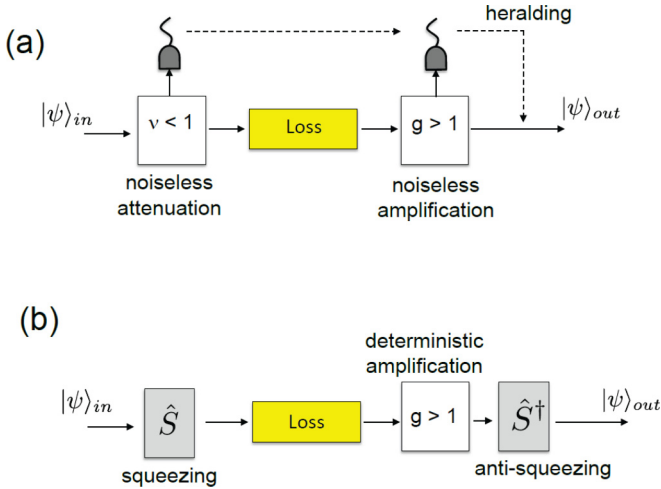 (a)
heralding
|ψ⟩in
ν < 1
Loss
g > 1
|ψ⟩out
noiseless
attenuation
noiseless
amplification
(b)
deterministic
amplification
|ψ⟩in
Ŝ
Loss
g > 1
Ŝ†
|ψ⟩out
squeezing
anti-squeezing